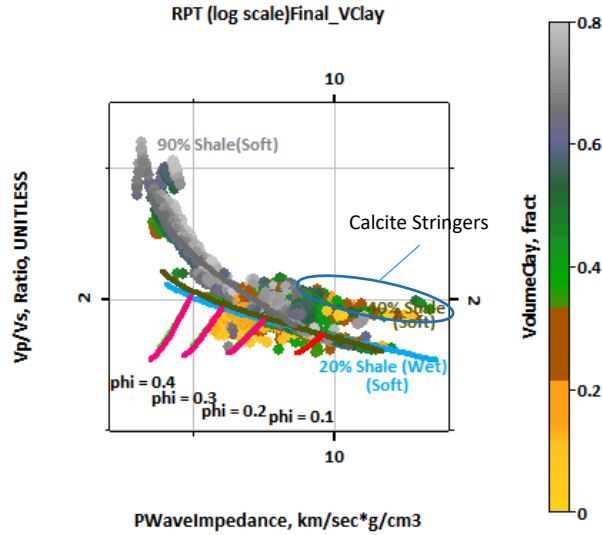 RPT (log scale)Final_VClay
10
0.8
90% Shale(Soft)
0.6
Calcite Stringers
Vp/Vs, Ratio, UNITLESS
VolumeClay, fract
0.4
2
2
40% Shale
(Soft)
20% Shale (Wet)
(Soft)
phi = 0.4
phi = 0.3
phi = 0.2
phi = 0.1
0.2
10
0
PWaveImpedance, km/sec*g/cm3